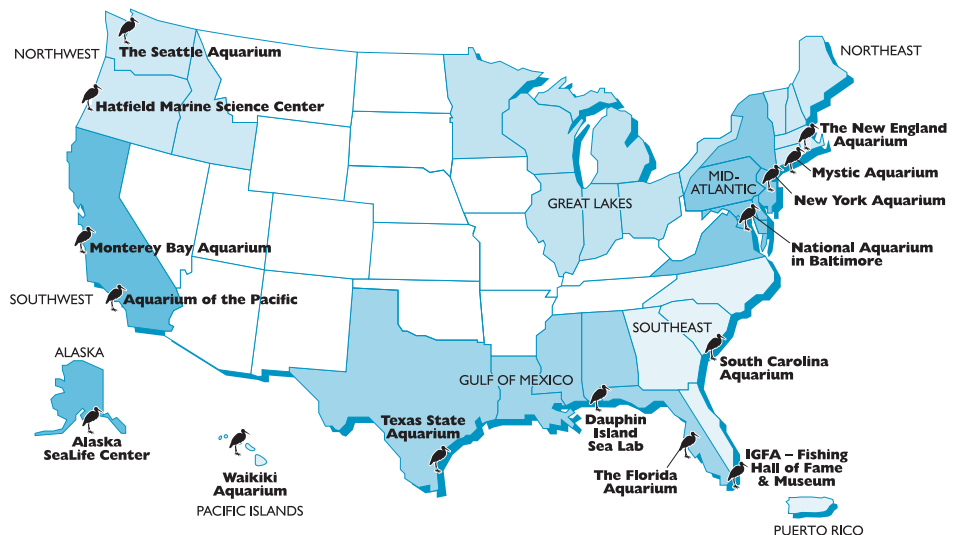 NORTHWEST
The Seattle Aquarium
NORTHEAST
Hatfield Marine Science Center
The New England
Aquarium
Mystic Aquarium
MID-
ATLANTIC
New York Aquarium
GREAT LAKES
Monterey Bay Aquarium
National Aquarium
in Baltimore
SOUTHWEST
Aquarium of the Pacific
SOUTHEAST
ALASKA
South Carolina
Aquarium
GULF OF MEXICO
Alaska
SeaLife Center
Texas State
Aquarium
Dauphin
Island
Sea Lab
Waikiki
Aquarium
PACIFIC ISLANDS
The Florida
Aquarium
IGFA – Fishing
Hall of Fame
& Museum
PUERTO RICO